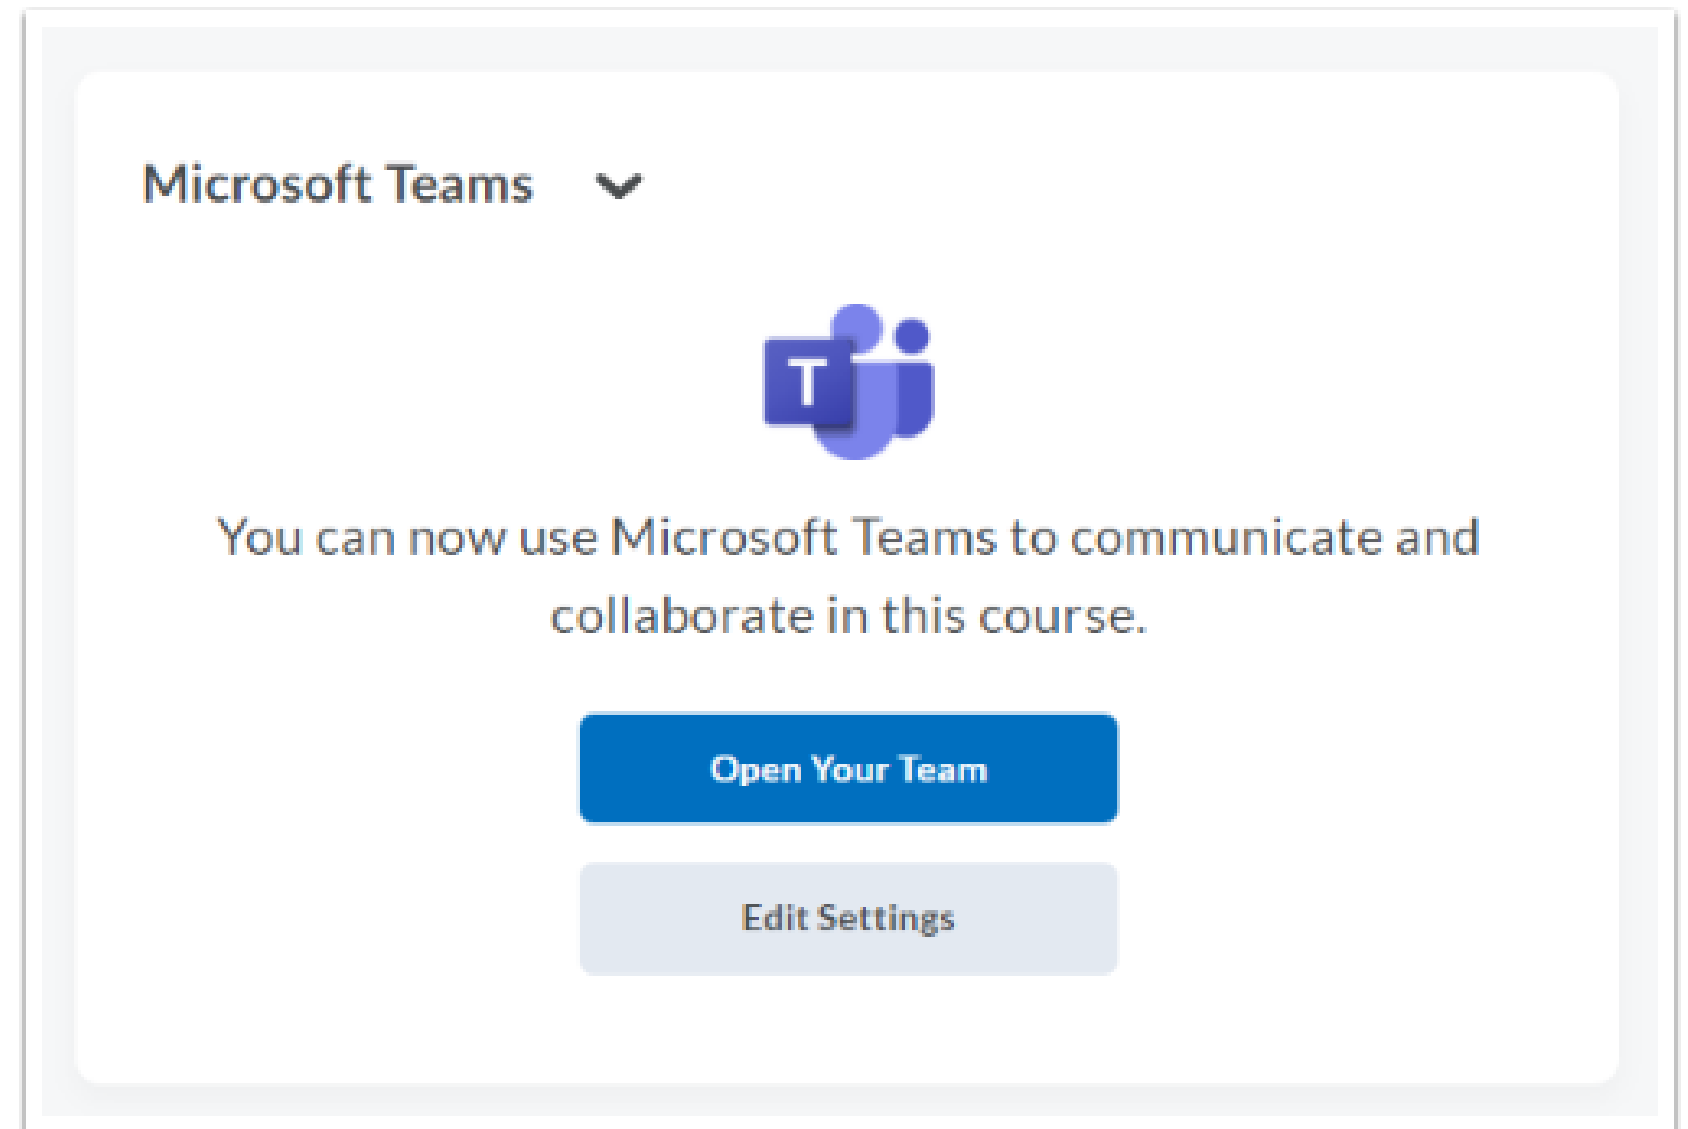 Microsoft Teams
T
You can now use Microsoft Teams to communicate and
collaborate in this course.
Open Your Team
Edit Settings